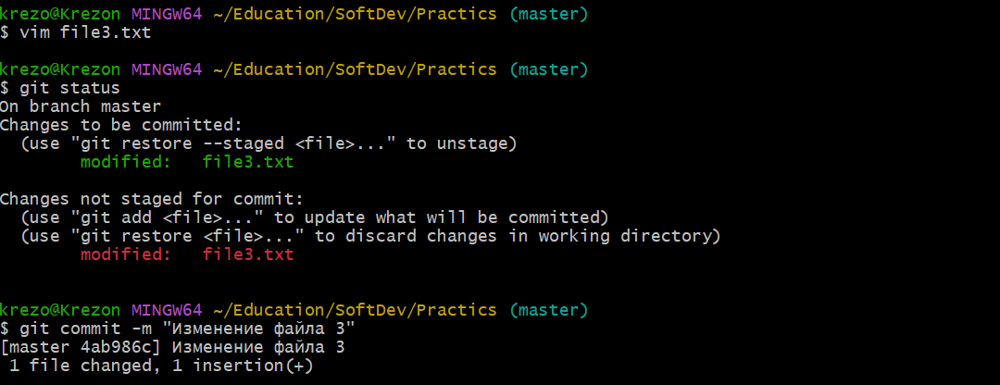 krezo@Krezon MINGW64 ~/Education/SoftDev/Practics (master)
$ vim file3.txt
krezo@Krezon MINGW64 ~/Education/SoftDev/Practics (master)
$ git status
On branch master
Changes to be committed:
  (use "git restore --staged <file>..." to unstage)
        modified:   file3.txt
Changes not staged for commit:
  (use "git add <file>..." to update what will be committed)
  (use "git restore <file>..." to discard changes in working directory)
        modified:   file3.txt
krezo@Krezon MINGW64 ~/Education/SoftDev/Practics (master)
$ git commit -m "Изменение файла 3"
[master 4ab986c] Изменение файла 3
 1 file changed, 1 insertion(+)